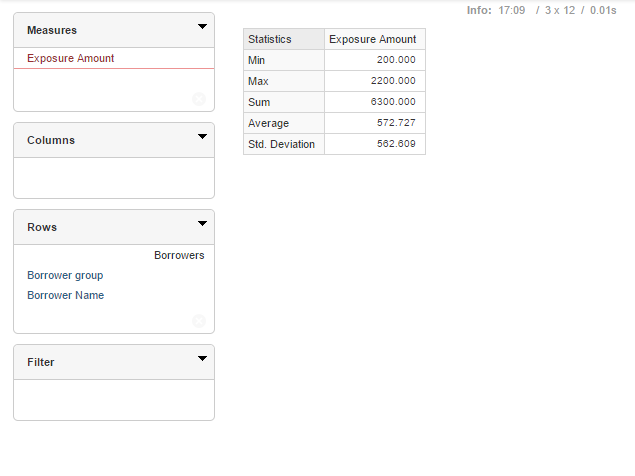 Info: 17:09 / 3 x 12 / 0.01s
Measures
Exposure Amount
Columns
Rows
Borrowers
Borrower group
Borrower Name
Filter
Statistics Exposure Amount
Min 200.000
Max 2200.000
Sum 6300.000
Average 572.727
Std. Deviation 562.609